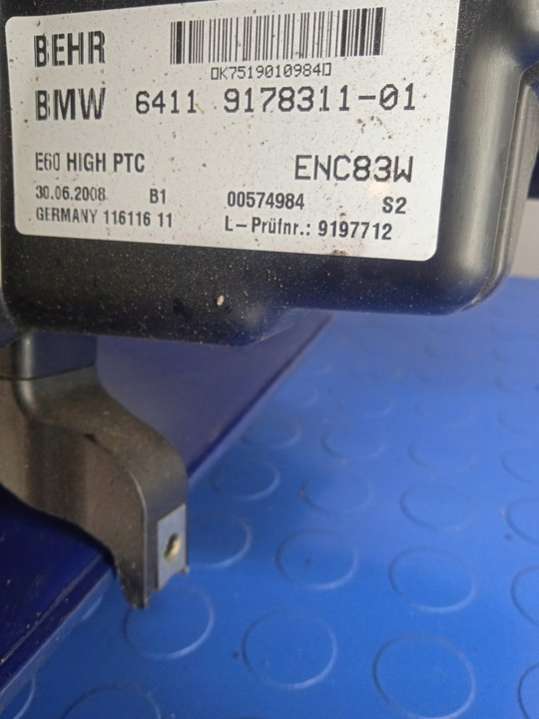 BEHR
K7519010984
BMW 6411 9178311-01
E60 HIGH PTC ENC83W
30.06.2008 B1 00574984 S2
GERMANY 116116 11 L-Prüfnr.: 9197712